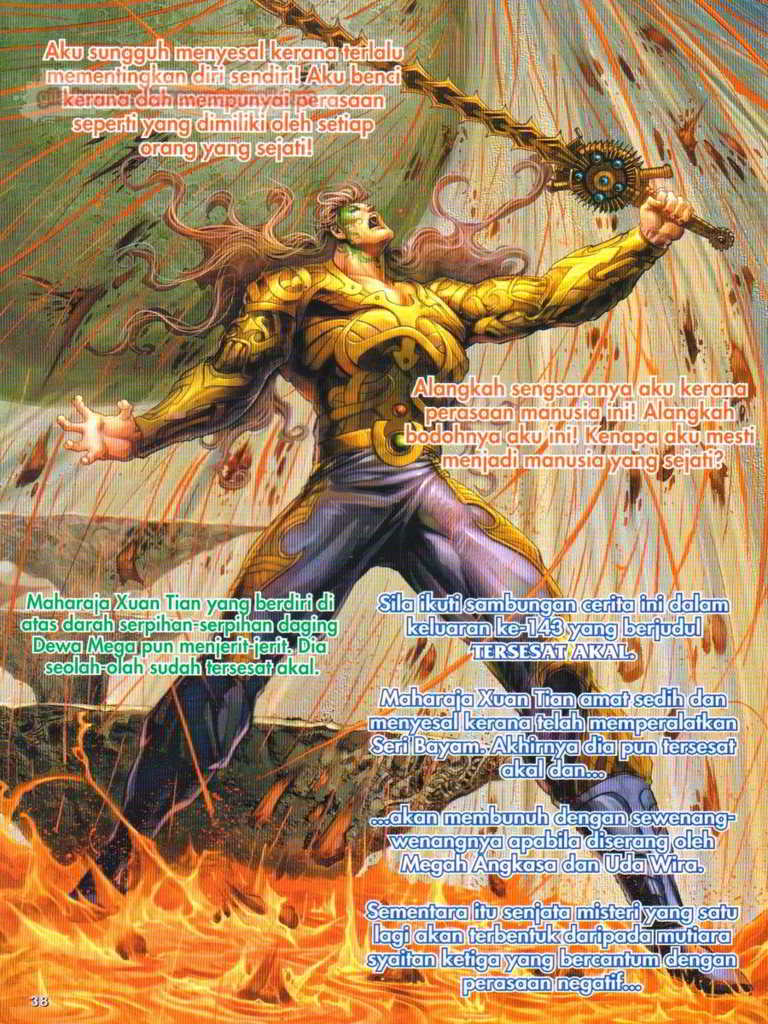 Aku sungguh menyesal kerana terlalu
mementingkan diri sendiri! Aku benci
kerana dah mempunyai perasaan
seperti yang dimiliki oleh setiap
orang yang sejati!
Alangkah sengsaranya aku kerana
perasaan manusia ini! Alangkah
bodohnya aku ini! Kenapa aku mesti
menjadi manusia yang sejati?
Maharaja Xuan Tian yang berdiri di
atas darah serpihan-serpihan daging
Dewa Mega pun menjerit-jerit. Dia
seolah-olah sudah tersesat akal.
Sila ikuti sambungan cerita ini dalam
keluaran ke-143 yang berjudul
TERSESAT AKAL.
Maharaja Xuan Tian amat sedih dan
menyesal kerana telah memperalatkan
Seri Bayam. Akhirnya dia pun tersesat
akal dan...
...akan membunuh dengan sewenang-
wenangnya apabila diserang oleh
Megah Angkasa dan Uda Wira.
Sementara itu senjata misteri yang satu
lagi akan terbentuk daripada mutiara
syaitan ketiga yang bercantum dengan
perasaan negatif...
38